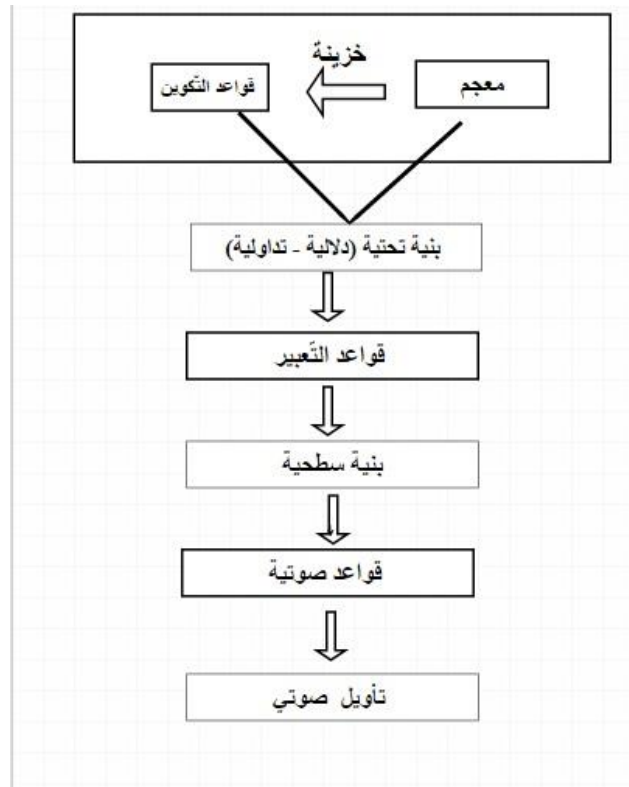 خزينة
معجم
قواعد التّكوين
بنية تحتية (دلالية - تداولية)
قواعد التّعبير
بنية سطحية
قواعد صوتية
تأويل صوتي